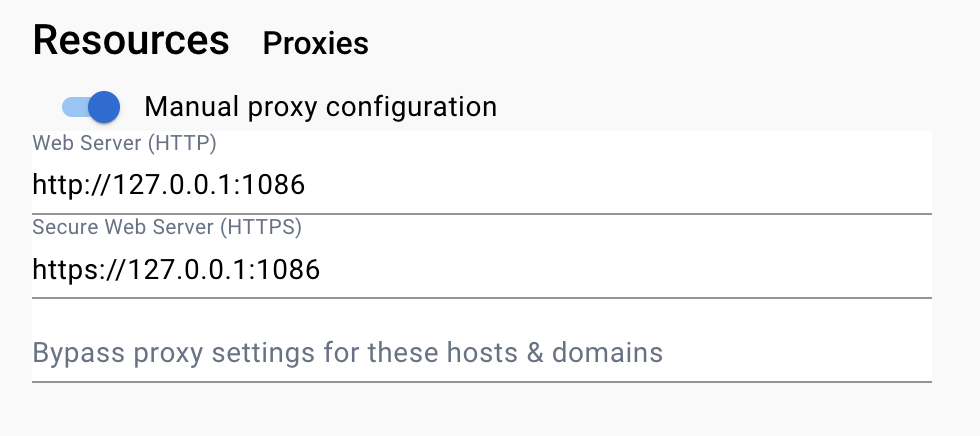 Resources Proxies
Manual proxy configuration
Web Server (HTTP)
http://127.0.0.1:1086
Secure Web Server (HTTPS)
https://127.0.0.1:1086
Bypass proxy settings for these hosts & domains